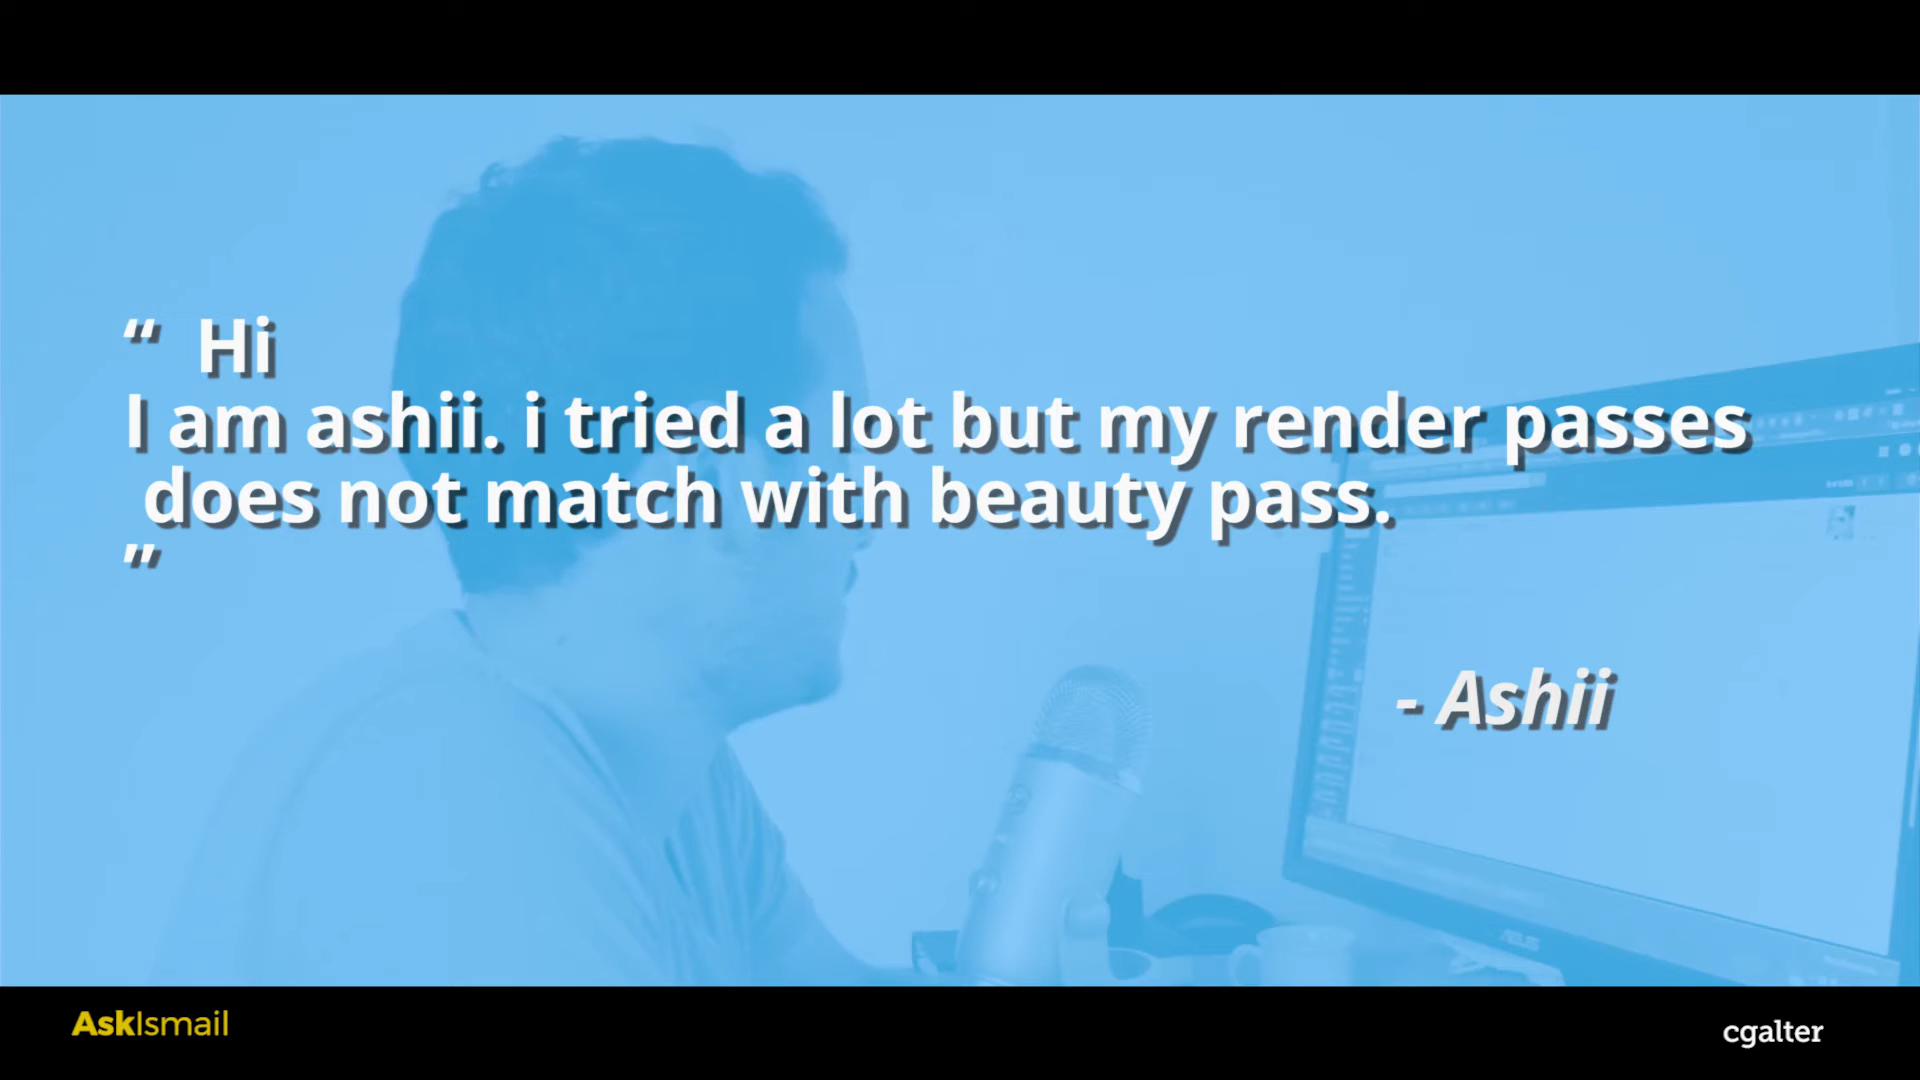 “ Hi
I am ashii. i tried a lot but my render passes
does not match with beauty pass.
”
- Ashii
AskIsmail
cgalter